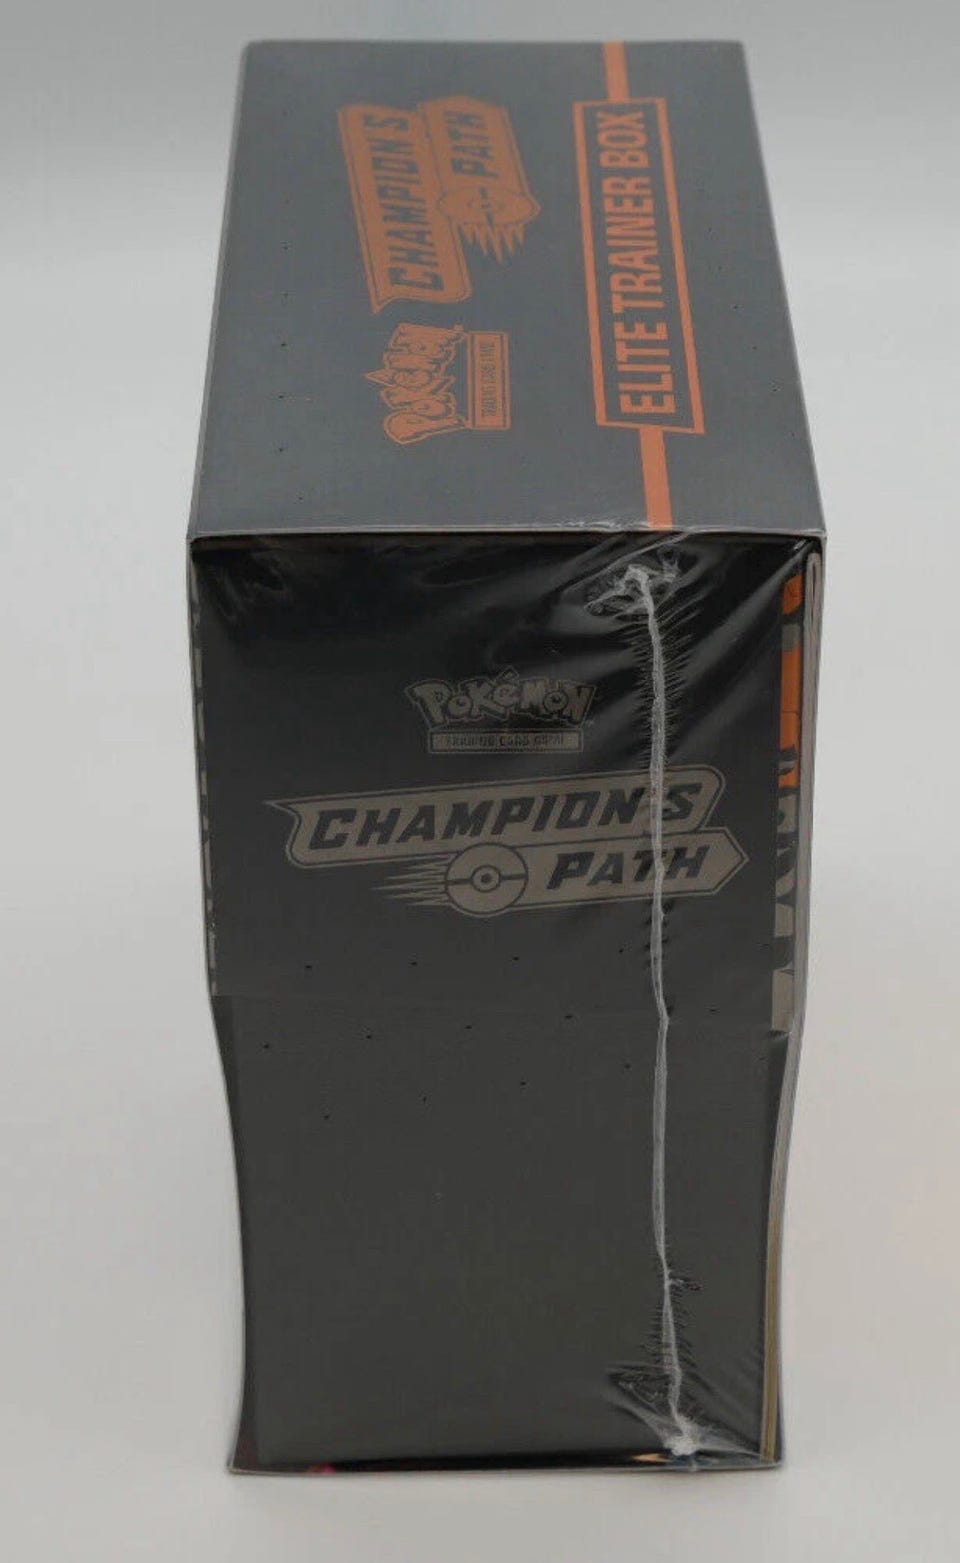 CHAMPION'S
PATH
POKéMON
TRADING CARD GAME
ELITE TRAINER BOX
POKéMON
TRADING CARD GAME
CHAMPION'S
PATH